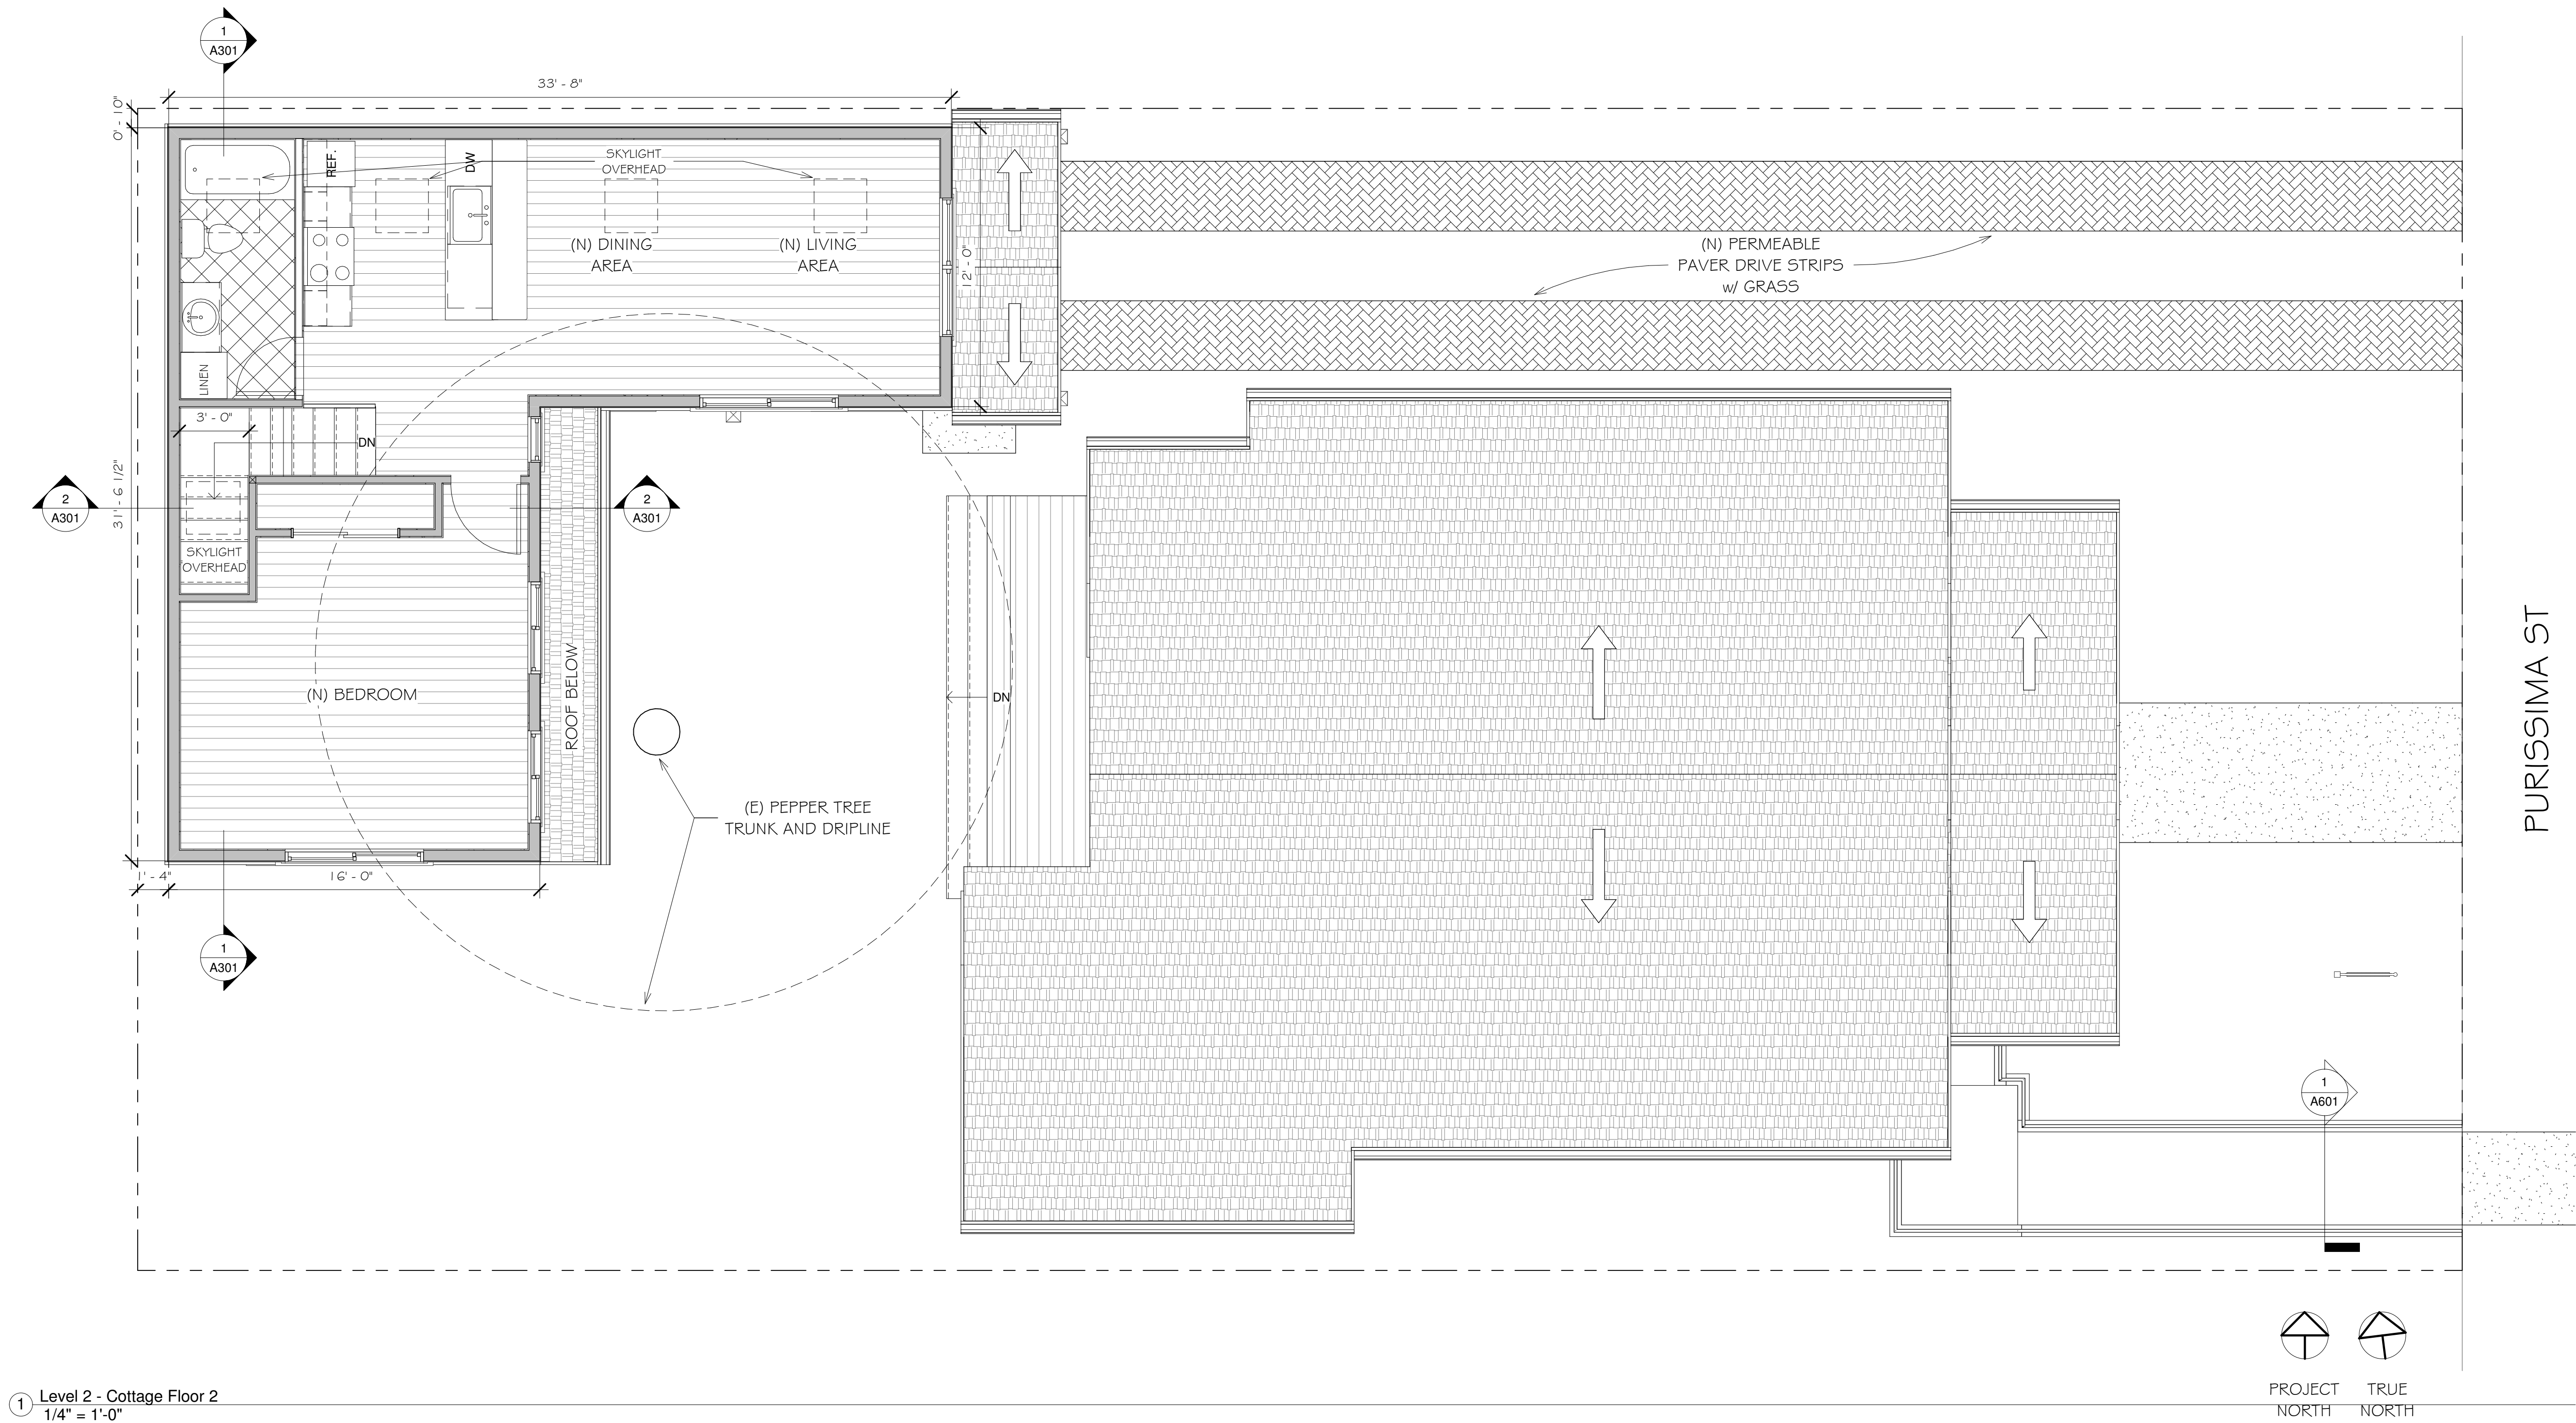 1
A301
33' - 8"
0' - 10"
REF.
DW
SKYLIGHT
OVERHEAD
(N) DINING
AREA
(N) LIVING
AREA
12' - 0"
(N) PERMEABLE
PAVER DRIVE STRIPS
w/ GRASS
LINEN
3' - 0"
DN
31' - 6 1/2"
2
A301
2
A301
SKYLIGHT
OVERHEAD
(N) BEDROOM
ROOF BELOW
DN
PURISSIMA ST
(E) PEPPER TREE
TRUNK AND DRIPLINE
1' - 4"
16' - 0"
1
A301
1
A601
PROJECT
NORTH
TRUE
NORTH
1
Level 2 - Cottage Floor 2
1/4" = 1'-0"